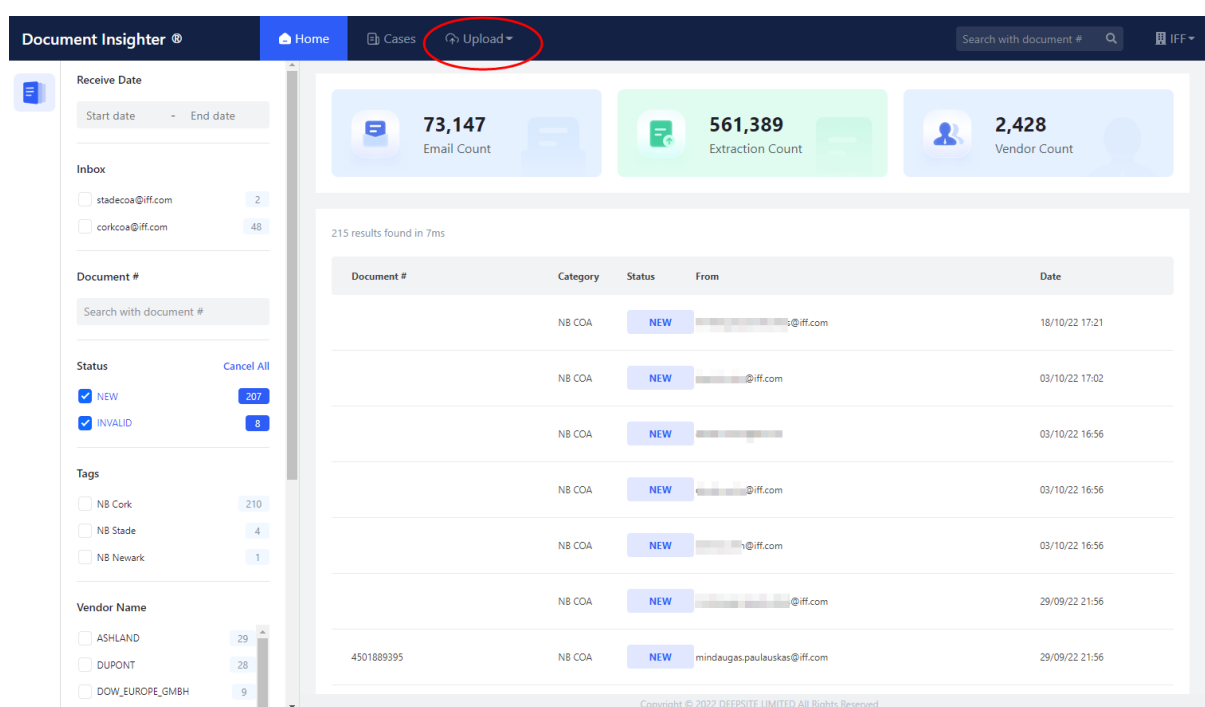 Document Insighter ®
Home
Cases
Upload
Search with document #
IFF
Receive Date
Start date - End date
Inbox
stadecoa@iff.com 2
corkcoa@iff.com 48
Document #
Search with document #
Status Cancel All
NEW 207
INVALID 8
Tags
NB Cork 210
NB Stade 4
NB Newark 1
Vendor Name
ASHLAND 29
DUPONT 28
DOW_EUROPE_GMBH 9
73,147
Email Count
561,389
Extraction Count
2,428
Vendor Count
215 results found in 7ms
Document # Category Status From Date
NB COA NEW @iff.com 18/10/22 17:21
NB COA NEW @iff.com 03/10/22 17:02
NB COA NEW 03/10/22 16:56
NB COA NEW @iff.com 03/10/22 16:56
NB COA NEW @iff.com 03/10/22 16:56
NB COA NEW @iff.com 29/09/22 21:56
4501889395 NB COA NEW mindaugas.paulauskas@iff.com 29/09/22 21:56
Copyright © 2022 DEEPSITE LIMITED All Rights Reserved